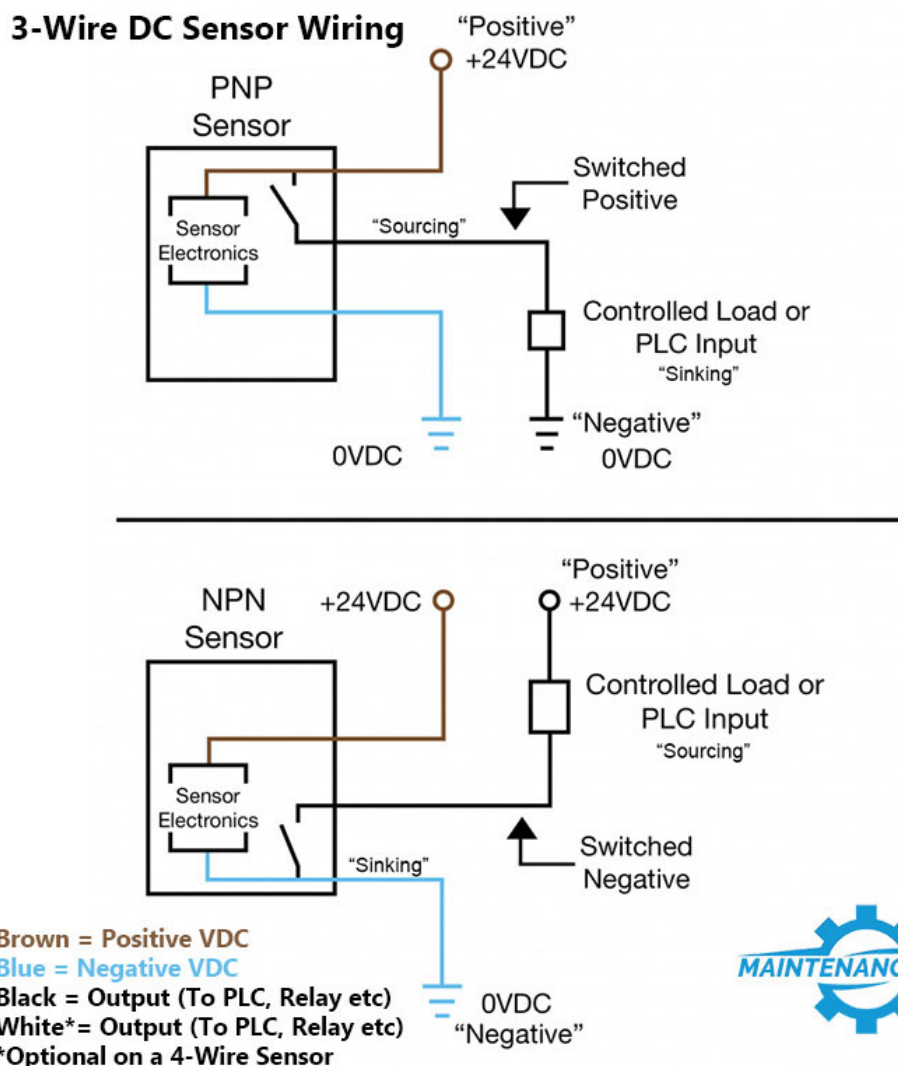 3-Wire DC Sensor Wiring
“Positive”
+24VDC
PNP
Sensor
Switched
Positive
Sensor
Electronics
“Sourcing”
Controlled Load or
PLC Input
“Sinking”
“Negative”
0VDC
0VDC
“Positive”
+24VDC
+24VDC
NPN
Sensor
Controlled Load or
PLC Input
“Sourcing”
Sensor
Electronics
“Sinking”
Switched
Negative
Brown = Positive VDC
Blue = Negative VDC
Black = Output (To PLC, Relay etc)
White*= Output (To PLC, Relay etc)
*Optional on a 4-Wire Sensor
0VDC
“Negative”
MAINTENANC